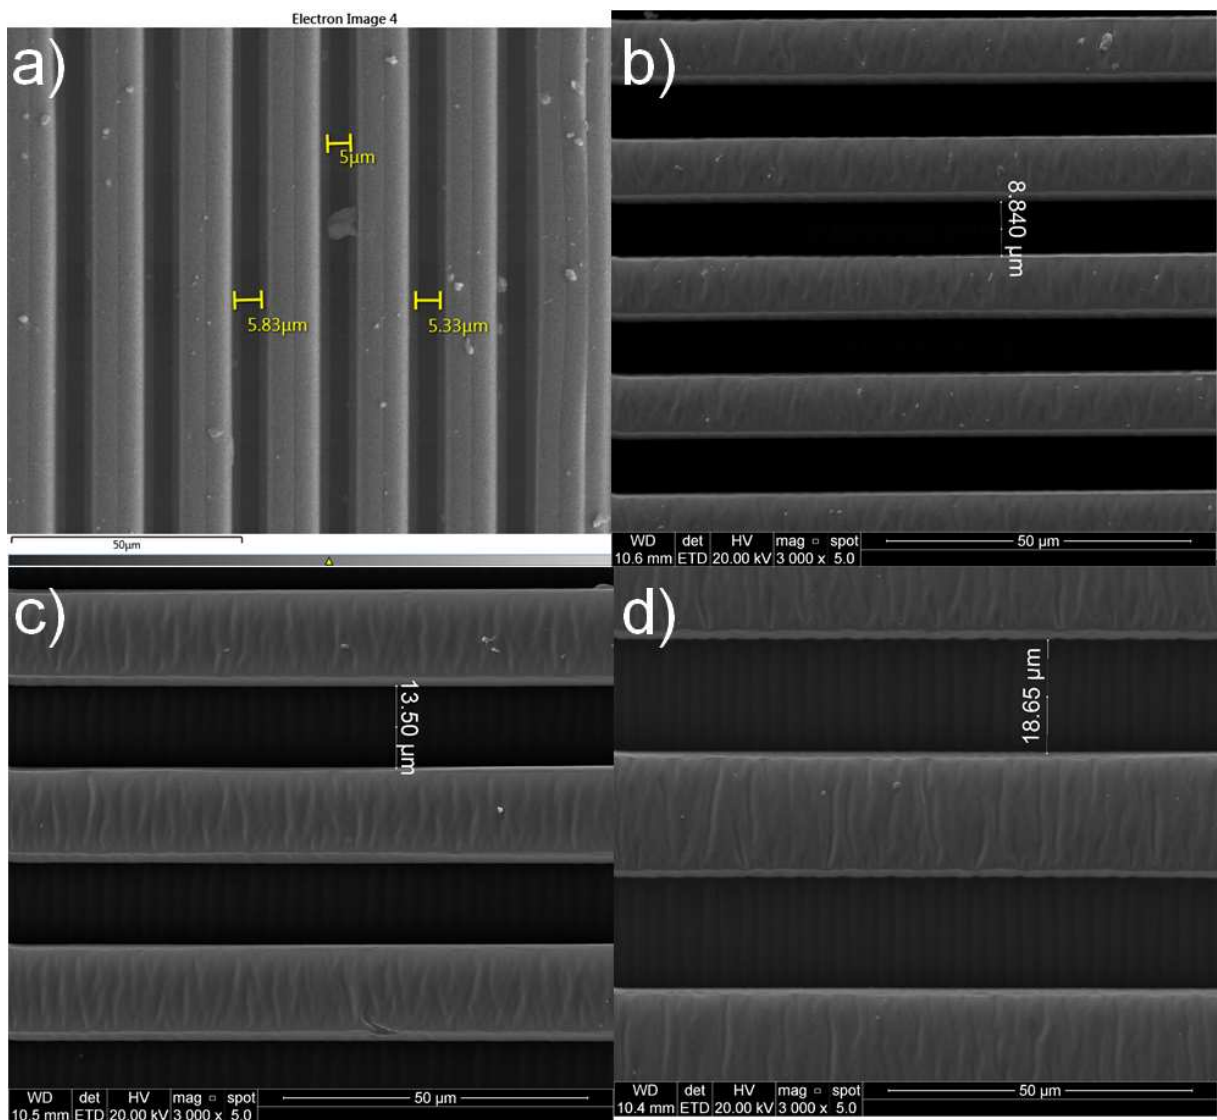 Electron Image 4
a)
5µm
5.83µm
5.33µm
50µm
b)
8.840 µm
WD det HV mag □ spot
10.6 mm ETD 20.00 kV 3 000 x 5.0
50 µm
c)
13.50 µm
WD det HV mag □ spot
10.5 mm ETD 20.00 kV 3 000 x 5.0
50 µm
d)
18.65 µm
WD det HV mag □ spot
10.4 mm ETD 20.00 kV 3 000 x 5.0
50 µm